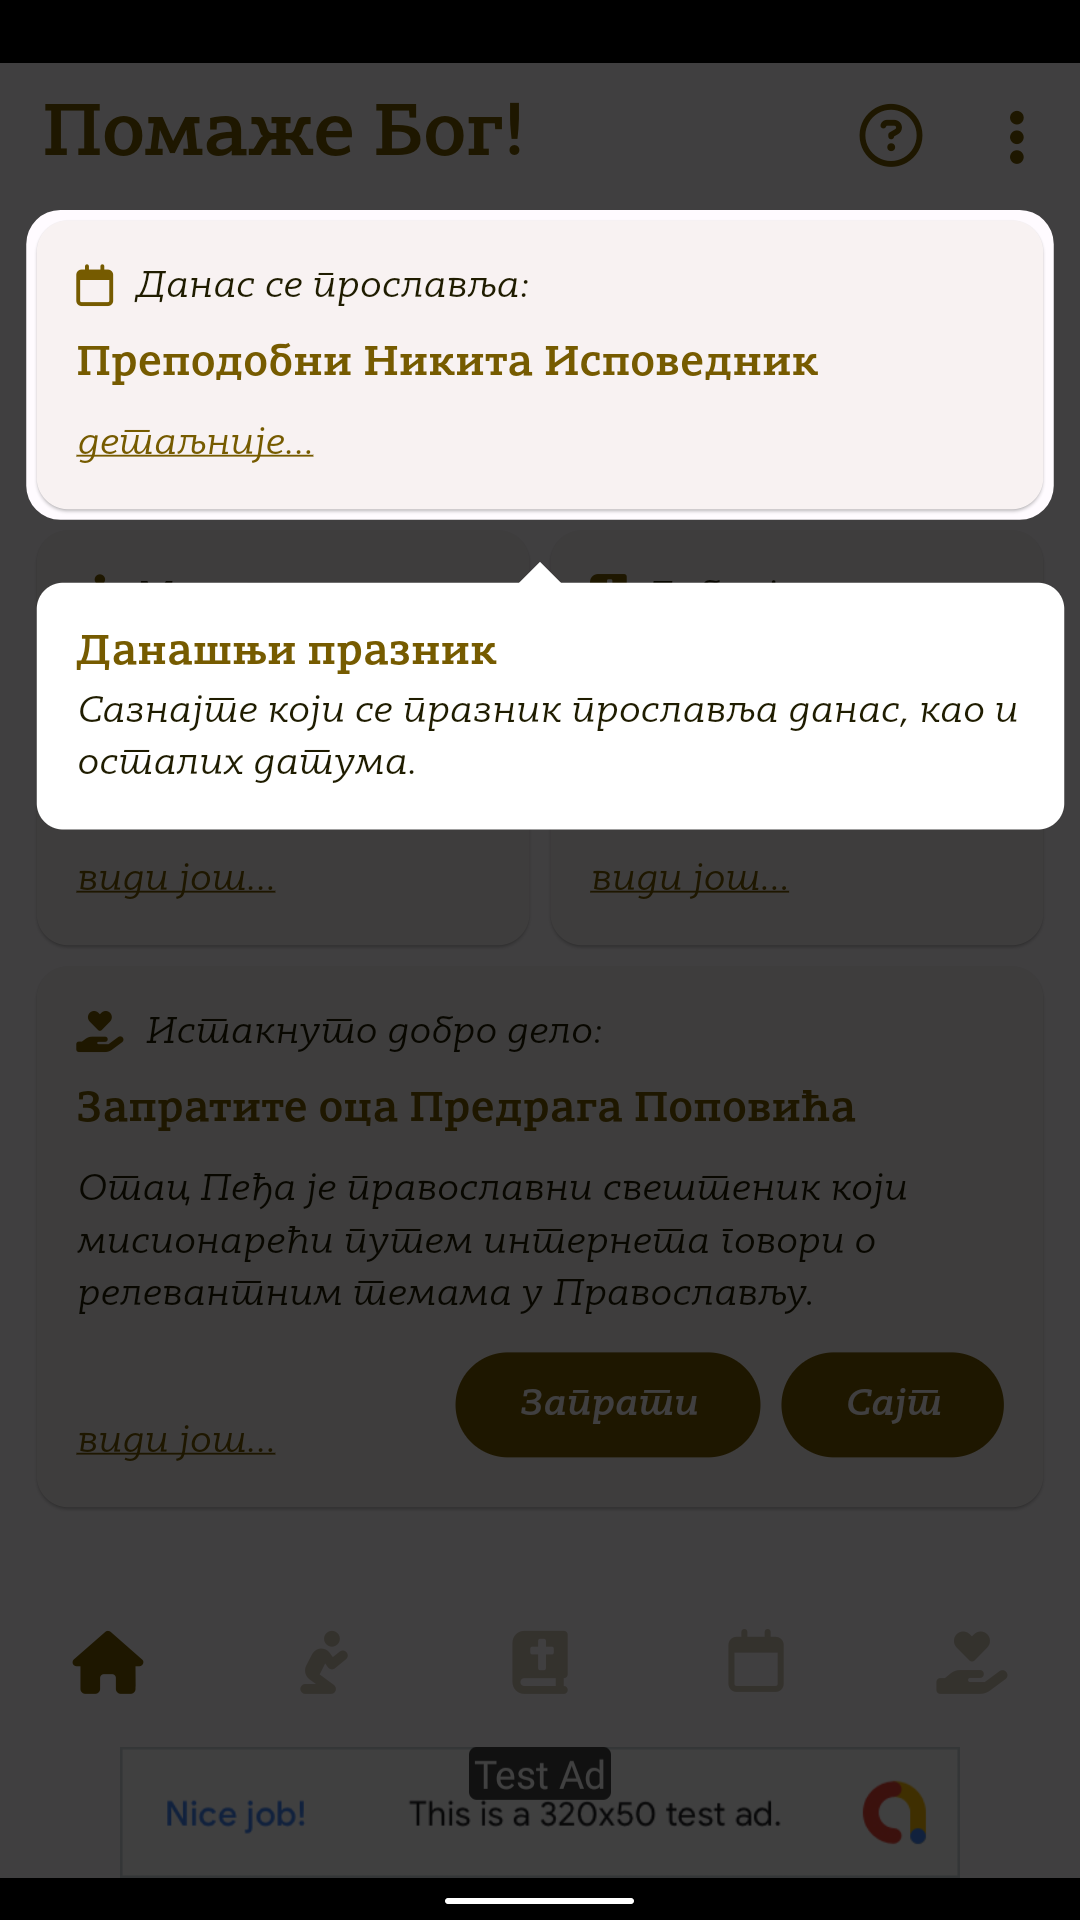 Помаже Бог!
Данас се прославља:
Преподобни Никита Исповедник
детаљније...
Данашњи празник
Сазнајте који се празник прославља данас, као и
осталих датума.
види још...
види још...
Истакнуто добро дело:
Запратите оца Предрага Поповића
Отац Пеђа је православни свештеник који
мисионарећи путем интернета говори о
релевантним темама у Православљу.
Запрати
Сајт
види још...
Test Ad
Nice job!
This is a 320x50 test ad.